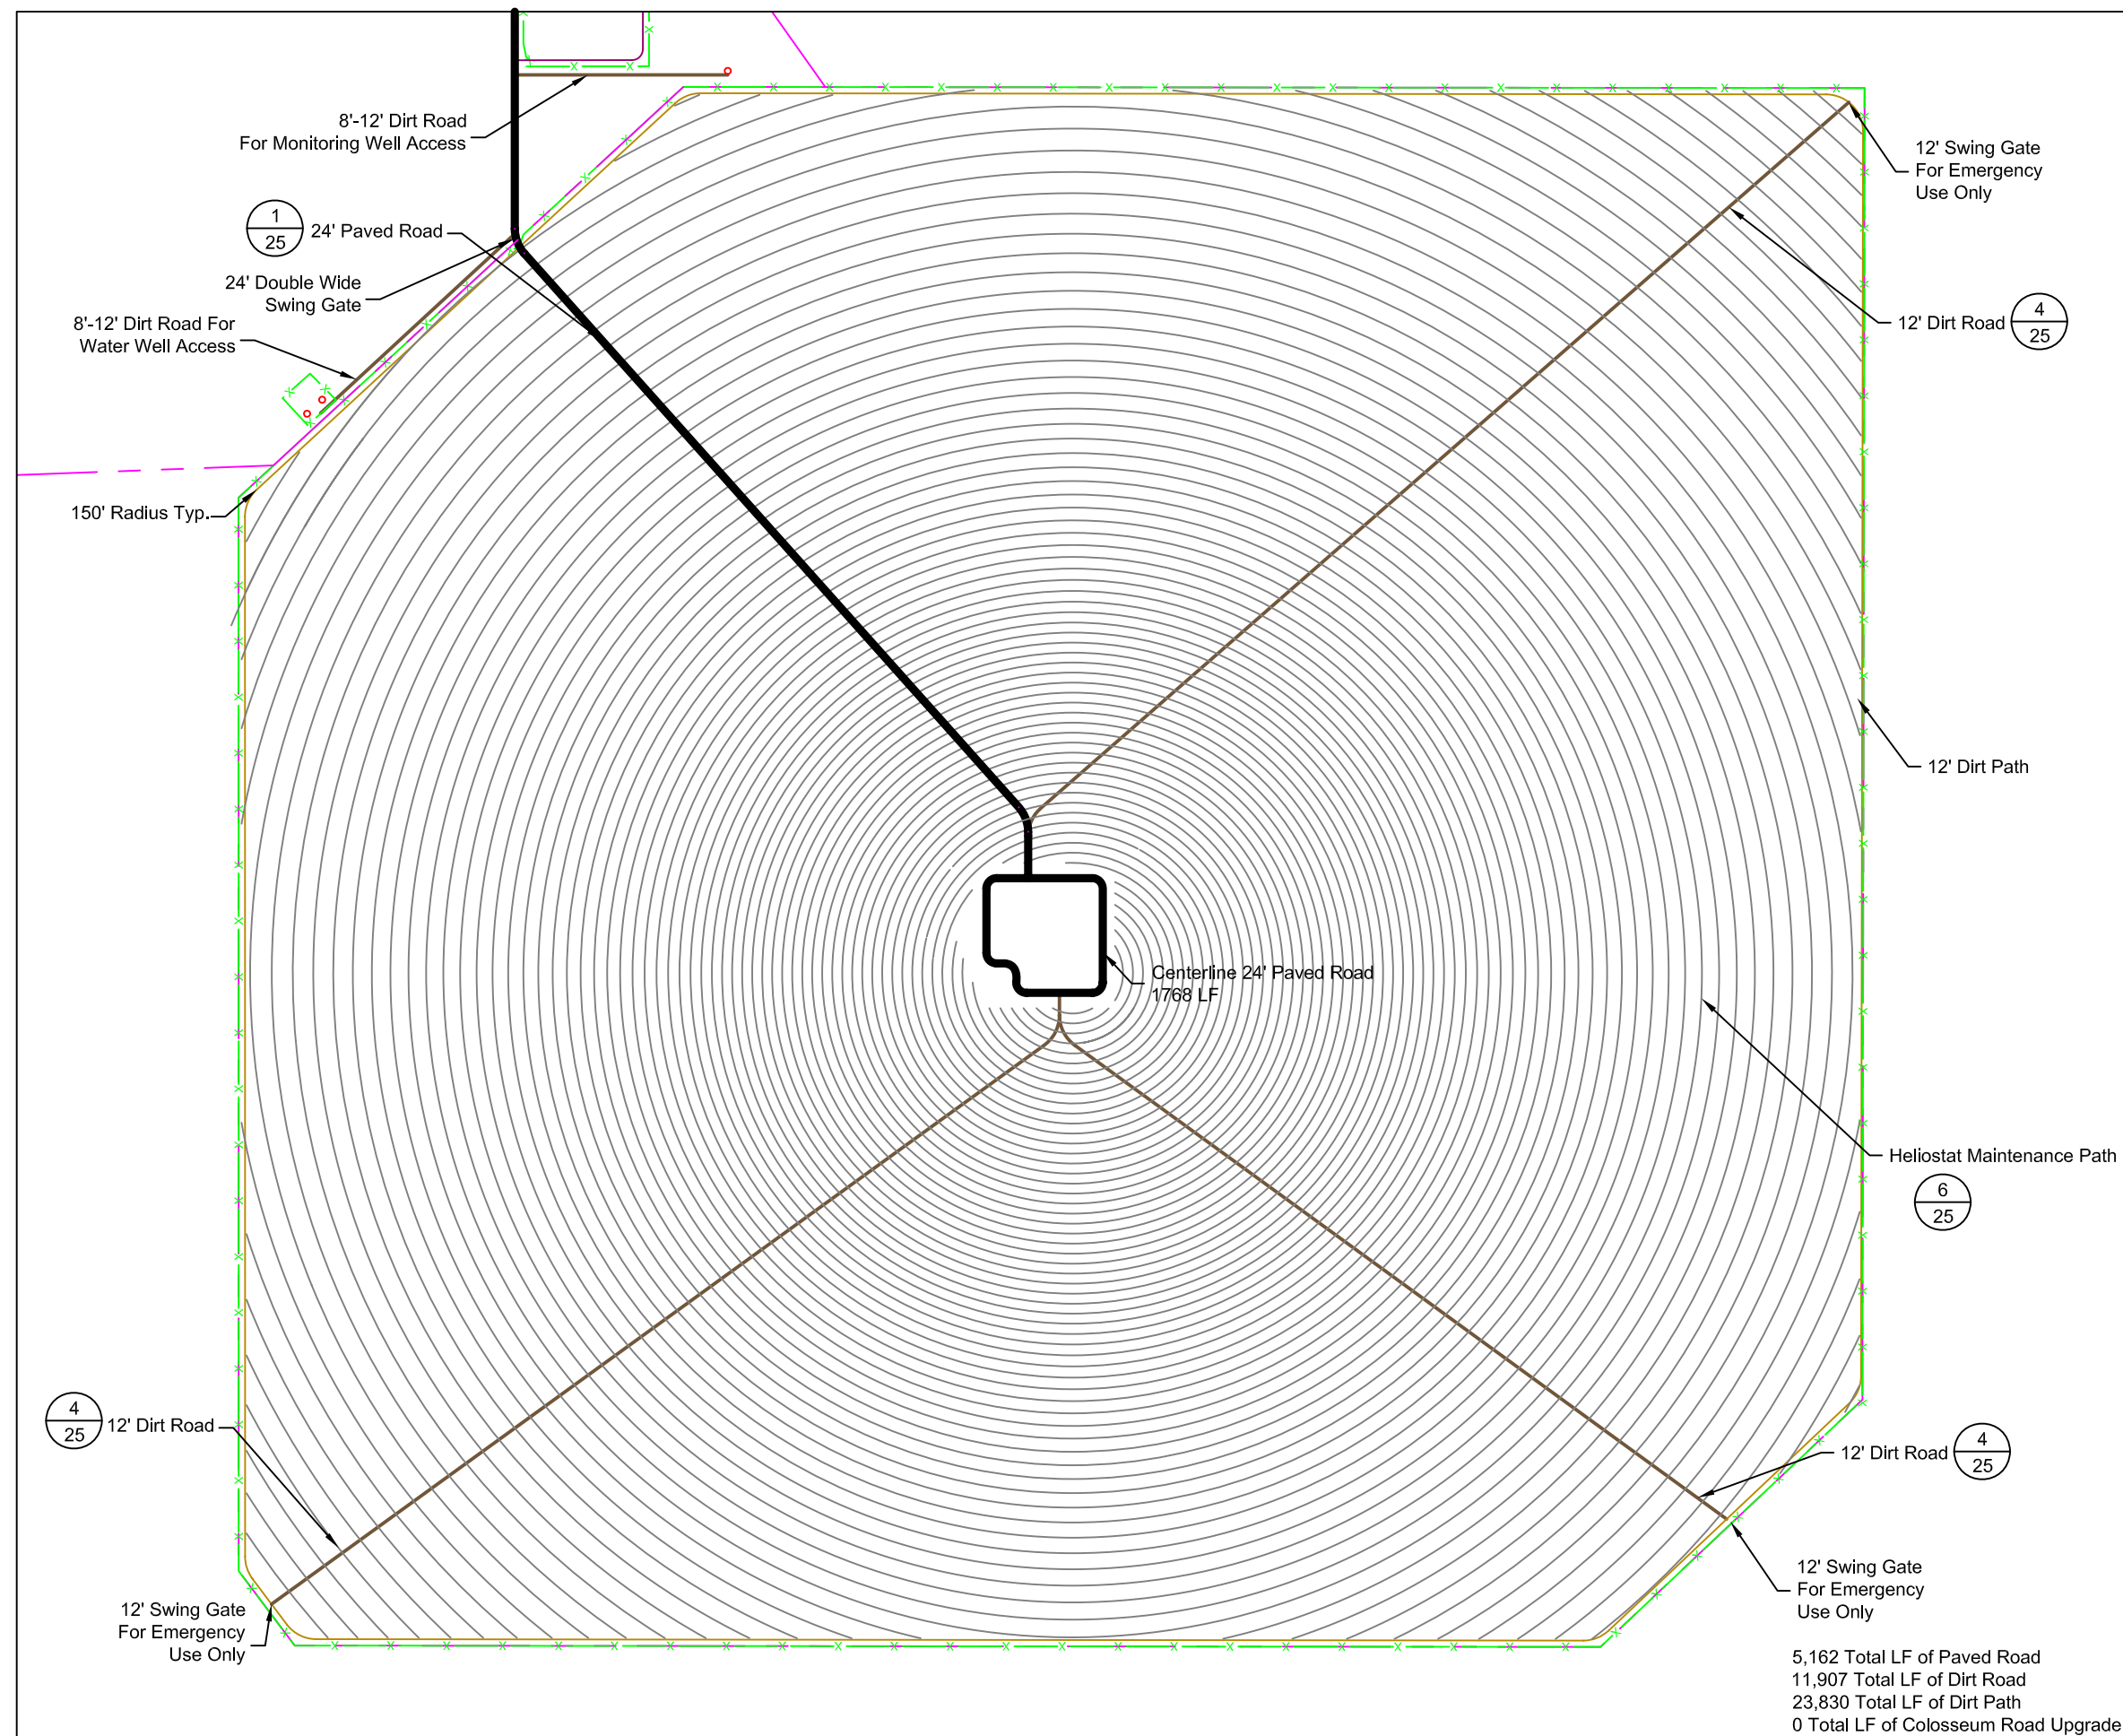 8'-12' Dirt Road
For Monitoring Well Access
12' Swing Gate
For Emergency
Use Only
1
25
24' Paved Road
24' Double Wide
Swing Gate
8'-12' Dirt Road For
Water Well Access
12' Dirt Road
4
25
150' Radius Typ.
12' Dirt Path
Centerline 24' Paved Road
1768 LF
Heliostat Maintenance Path
6
25
4
25
12' Dirt Road
12' Dirt Road
4
25
12' Swing Gate
For Emergency
Use Only
12' Swing Gate
For Emergency
Use Only
5,162 Total LF of Paved Road
11,907 Total LF of Dirt Road
23,830 Total LF of Dirt Path
0 Total LF of Colosseum Road Upgrade